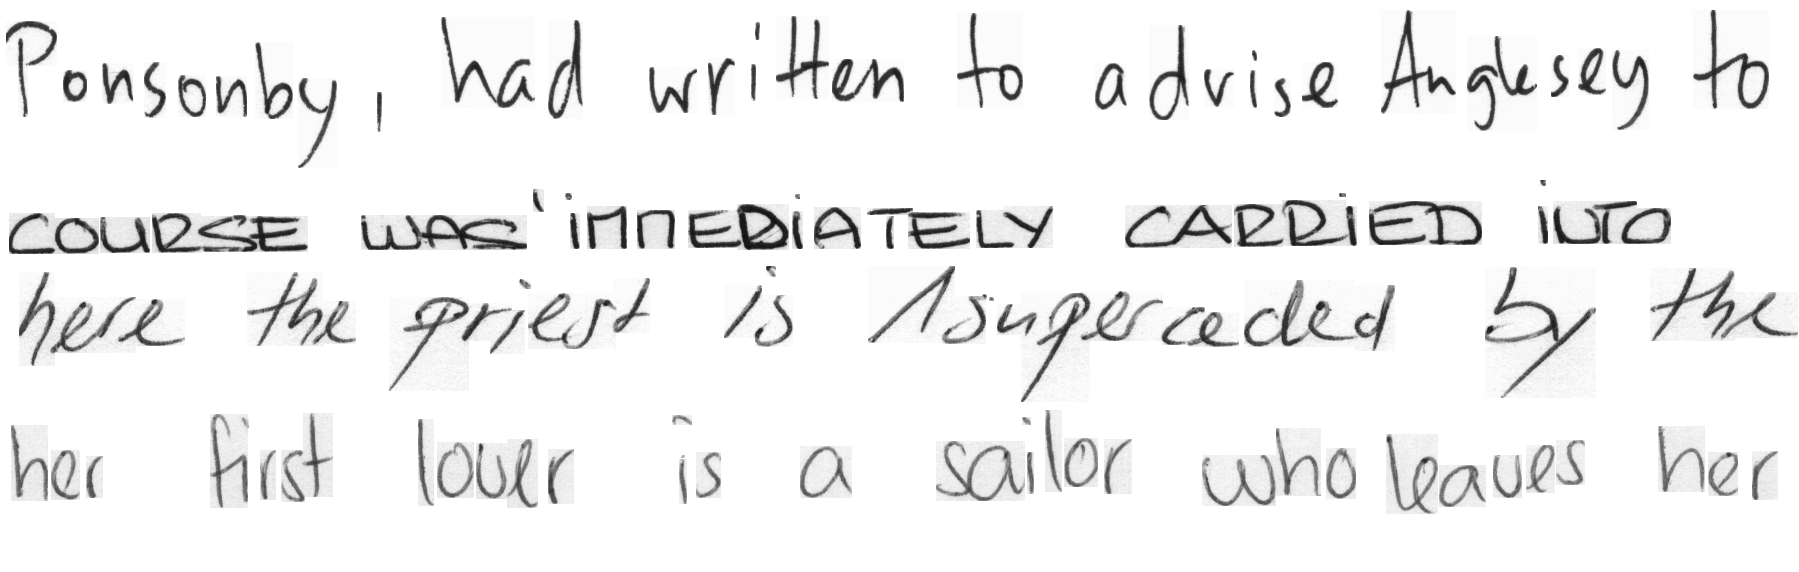 Ponsonby, had written to advise Anglesey to
COURSE WAS' IMMEDIATELY CARRIED INTO
here the priest is 1superceded by the
her first lover is a sailor who leaves her